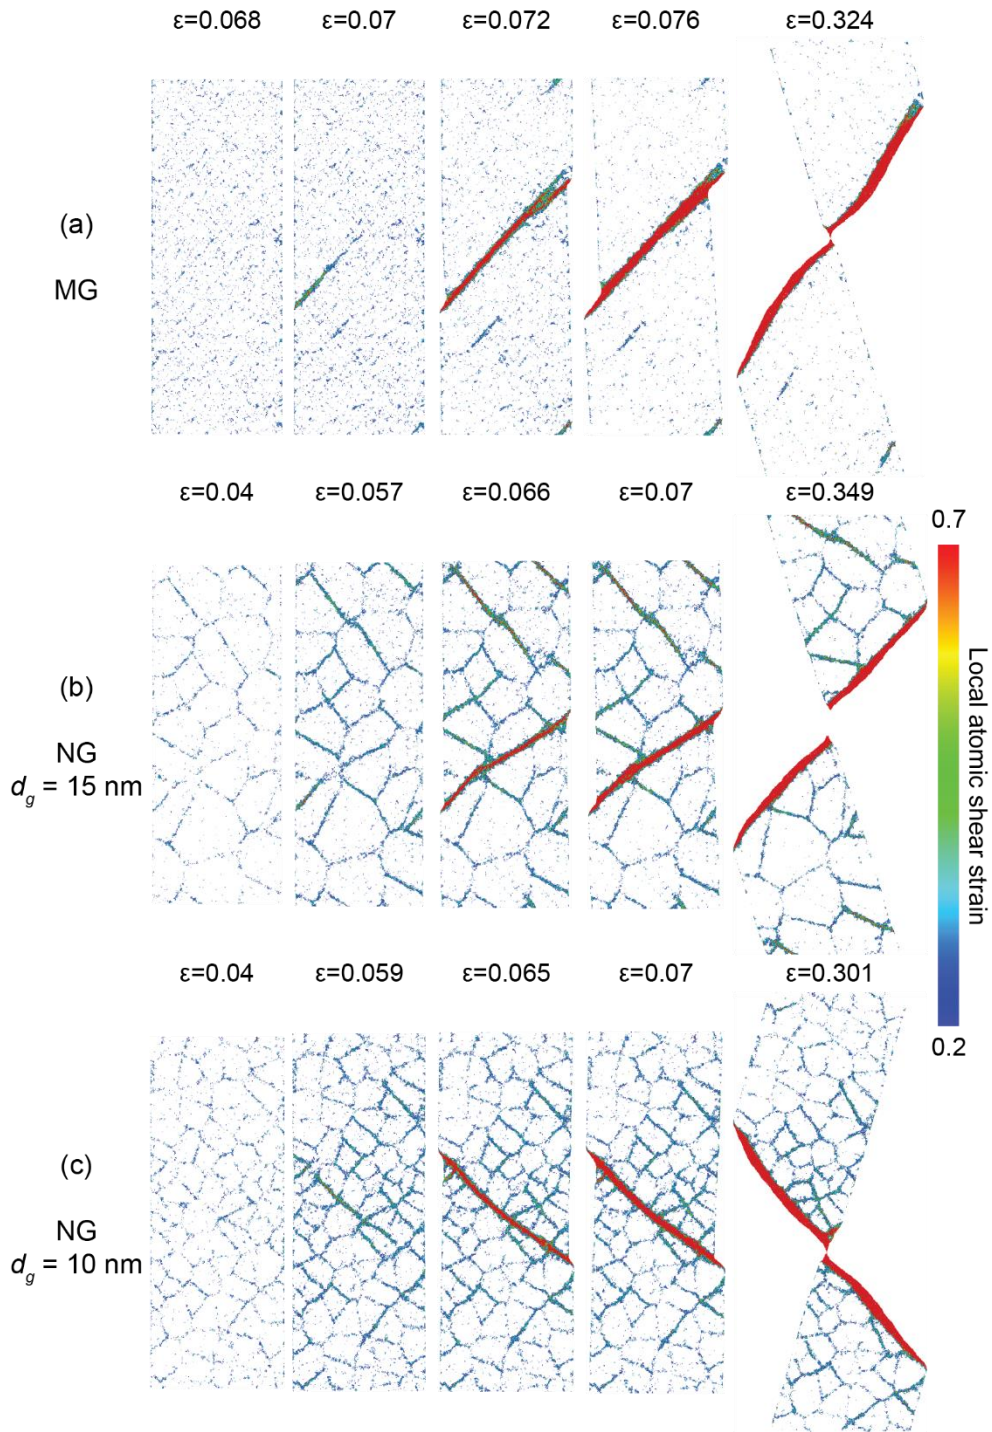 ε=0.068 ε=0.07 ε=0.072 ε=0.076 ε=0.324
(a)
MG
ε=0.04 ε=0.057 ε=0.066 ε=0.07 ε=0.349
(b)
NG
d_g = 15 nm
0.7
Local atomic shear strain
0.2
ε=0.04 ε=0.059 ε=0.065 ε=0.07 ε=0.301
(c)
NG
d_g = 10 nm